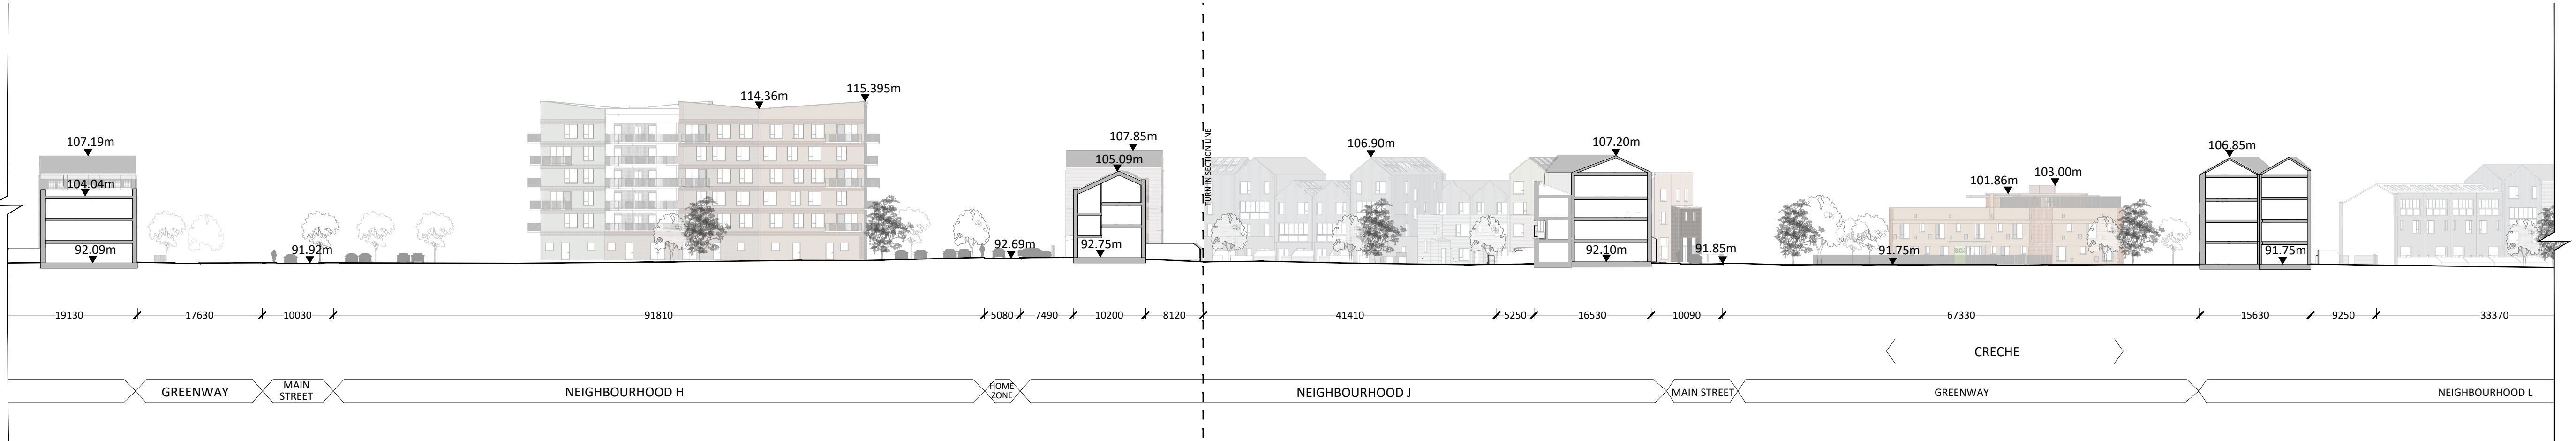 115.395m
114.36m
107.85m
107.19m
106.90m
107.20m
106.85m
105.09m
103.00m
101.86m
104.04m
TURN IN SECTION LINE
92.09m
91.92m
92.69m
92.75m
92.10m
91.85m
91.75m
91.75m
19130
17630
10030
91810
5080
7490
10200
8120
41410
5250
16530
10090
67330
15630
9250
33370
CRECHE
GREENWAY
MAIN
STREET
NEIGHBOURHOOD H
HOME
ZONE
NEIGHBOURHOOD J
MAIN STREET
GREENWAY
NEIGHBOURHOOD L